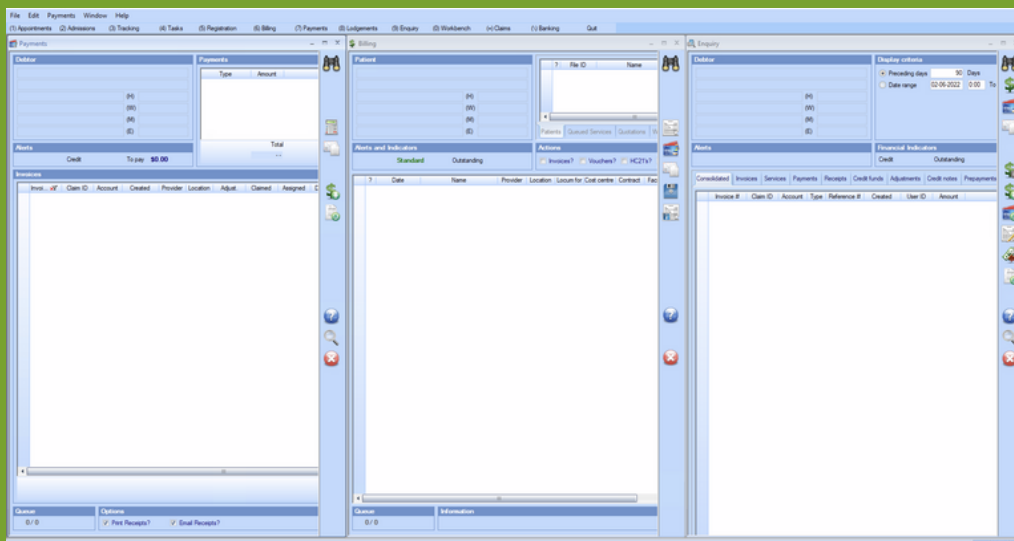 File Edit Payments Window Help
(1) Appointments (2) Admissions (3) Tracking (4) Tasks (5) Registration (6) Billing (7) Payments (8) Lodgements (9) Enquiry (0) Workbench (+) Claims (\) Banking Quit
Payments
Debtor
(H)
(W)
(M)
(E)
Payments
Type Amount
Total
Alerts
Credit To pay $0.00
Invoices
Invoi... Claim ID Account Created Provider Location Adjust. Claimed Assigned
Queue
0 / 0
Options
Print Receipts? Email Receipts?
Billing
Patient
(H)
(W)
(M)
(E)
? File ID Name
Patients Queued Services Quotations
Alerts and Indicators
Standard Outstanding
Actions
Invoices? Vouchers? HC21s?
? Date Name Provider Location Locum for Cost centre Contract Fac
Queue
0 / 0
Information
Enquiry
Debtor
(H)
(W)
(M)
(E)
Display criteria
Preceding days 90 Days
Date range 02-06-2022 0:00 To
Alerts
Financial Indicators
Credit Outstanding
Consolidated Invoices Services Payments Receipts Credit funds Adjustments Credit notes Prepayments
Invoice # Claim ID Account Type Reference # Created User ID Amount